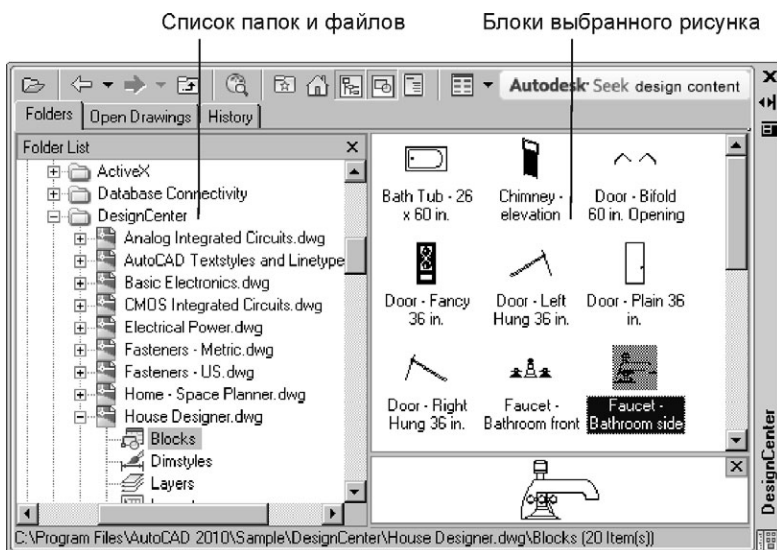 Список папок и файлов
Блоки выбранного рисунка
Autodesk Seek design content
Folders
Open Drawings
History
Folder List
ActiveX
Database Connectivity
DesignCenter
Analog Integrated Circuits.dwg
AutoCAD Textstyles and Linetype
Basic Electronics.dwg
CMOS Integrated Circuits.dwg
Electrical Power.dwg
Fasteners - Metric.dwg
Fasteners - US.dwg
Home - Space Planner.dwg
House Designer.dwg
Blocks
Dimstyles
Layers
Bath Tub - 26
x 60 in.
Chimney -
elevation
Door - Bifold
60 in. Opening
Door - Fancy
36 in.
Door - Left
Hung 36 in.
Door - Plain 36
in.
Door - Right
Hung 36 in.
Faucet -
Bathroom front
Faucet -
Bathroom side
DesignCenter
C:\Program Files\AutoCAD 2010\Sample\DesignCenter\House Designer.dwg\Blocks (20 Item(s))